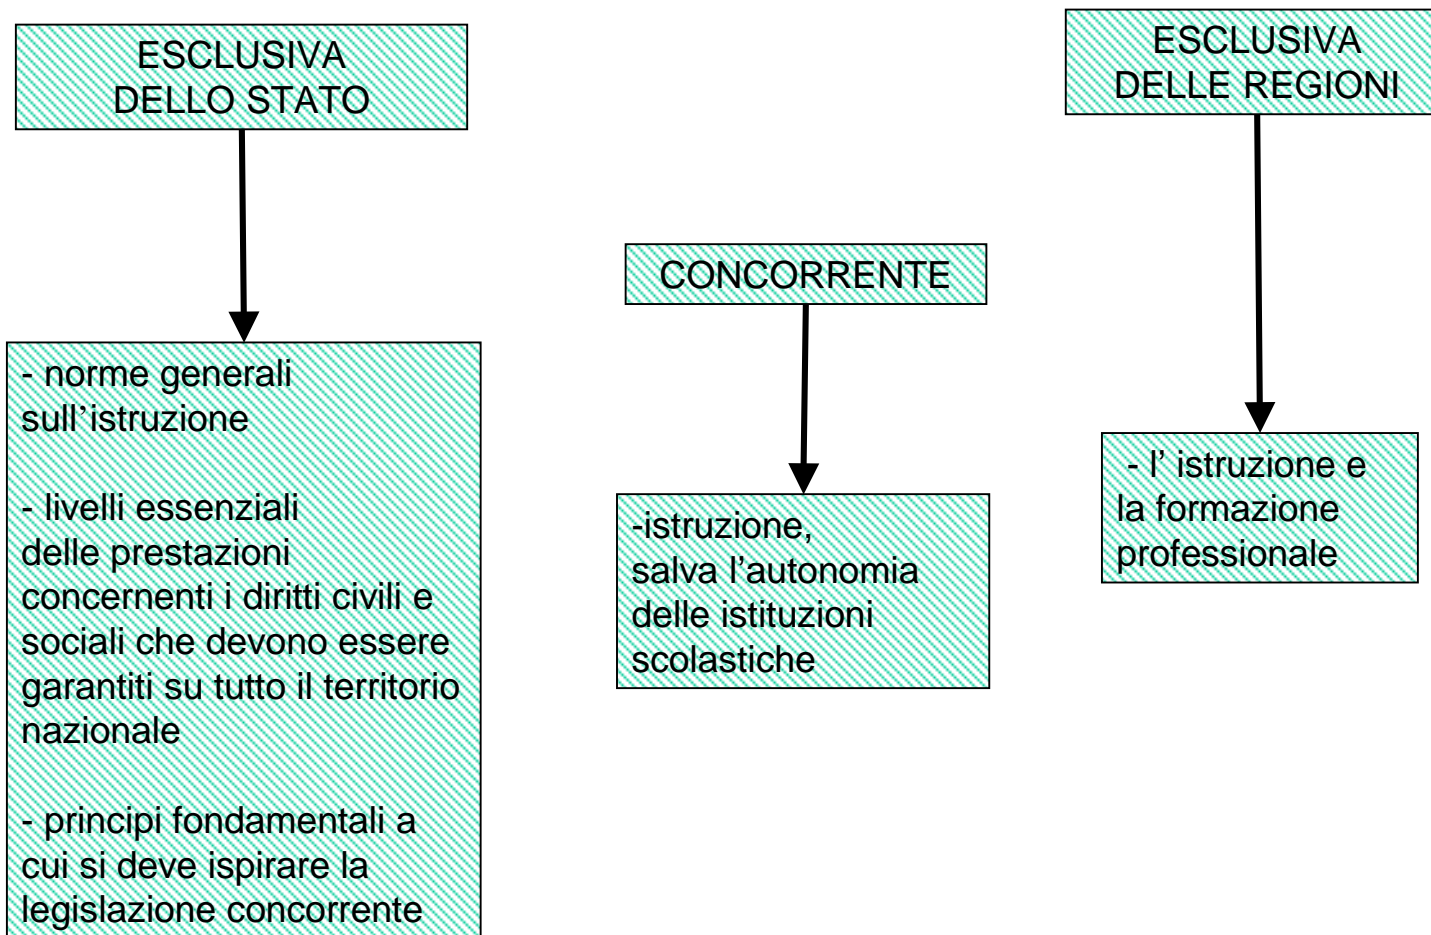 ESCLUSIVA
DELLO STATO
- norme generali
sull’istruzione
- livelli essenziali
delle prestazioni
concernenti i diritti civili e
sociali che devono essere
garantiti su tutto il territorio
nazionale
- principi fondamentali a
cui si deve ispirare la
legislazione concorrente
CONCORRENTE
-istruzione,
salva l’autonomia
delle istituzioni
scolastiche
ESCLUSIVA
DELLE REGIONI
- l’ istruzione e
la formazione
professionale